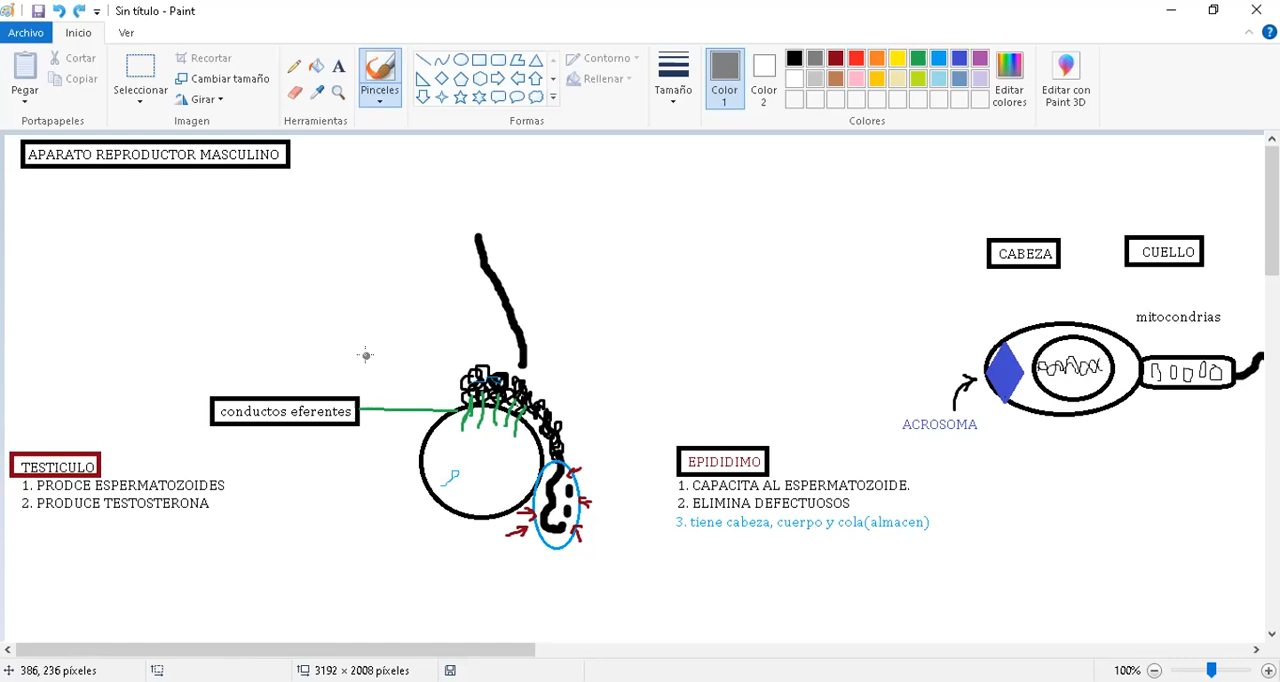 Sin título - Paint
Archivo Inicio Ver
Pegar
Cortar
Copiar
Portapapeles
Seleccionar
Recortar
Cambiar tamaño
Girar
Imagen
A
Herramientas
Pinceles
Contorno
Rellenar
Formas
Tamaño
Color 1
Color 2
Editar colores
Colores
Editar con Paint 3D
APARATO REPRODUCTOR MASCULINO
CABEZA
CUELLO
mitocondrias
conductos eferentes
ACROSOMA
TESTICULO
1. PRODCE ESPERMATOZOIDES
2. PRODUCE TESTOSTERONA
EPIDIDIMO
1. CAPACITA AL ESPERMATOZOIDE.
2. ELIMINA DEFECTUOSOS
3. tiene cabeza, cuerpo y cola(almacen)
386, 236 píxeles
3192 × 2008 píxeles
100%